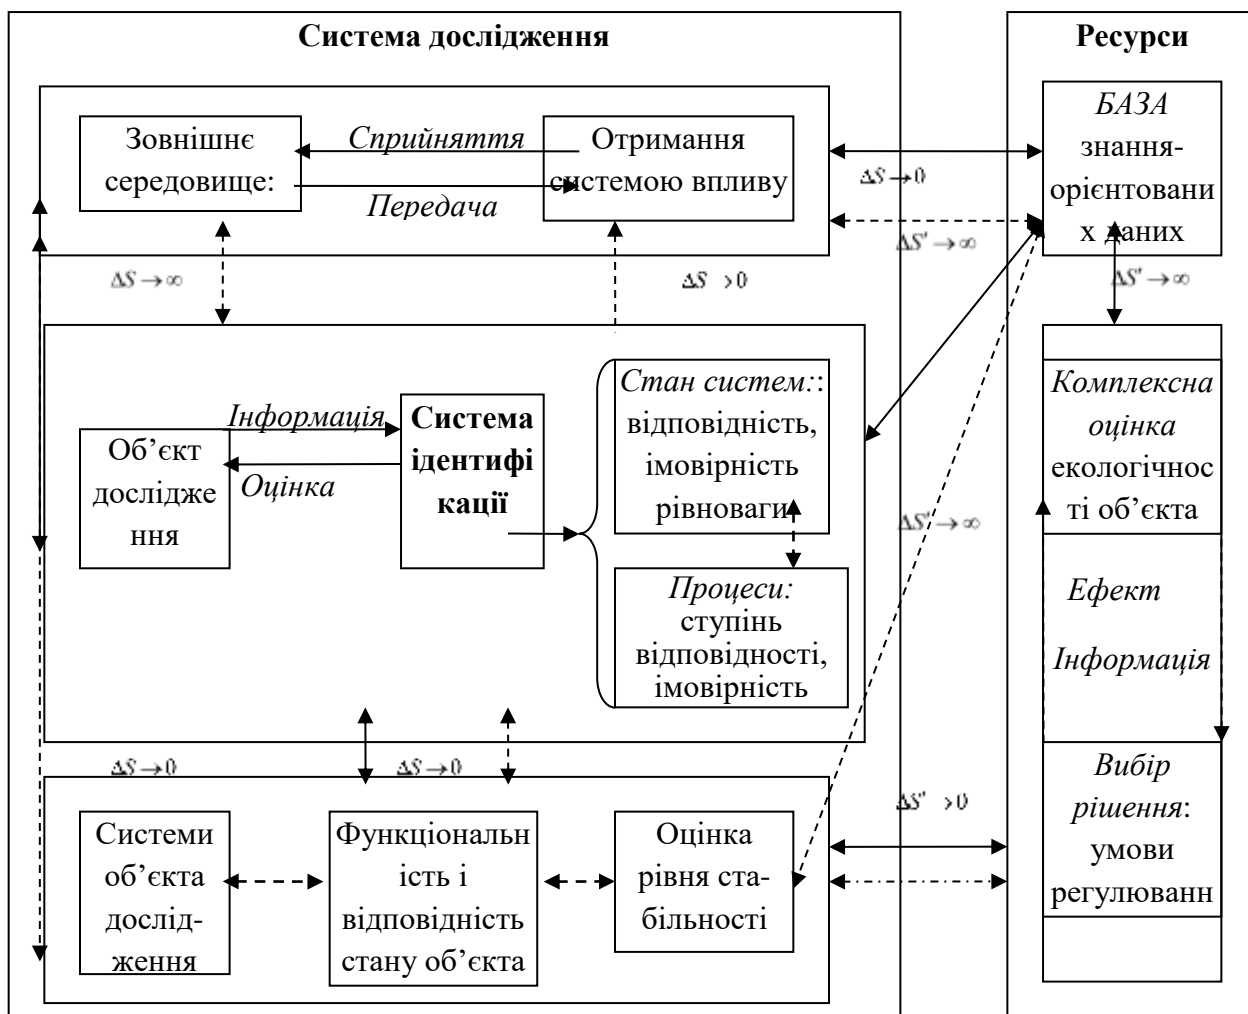 Система дослідження
Ресурси
Зовнішнє
середовище:
Сприйняття
Передача
Отримання
системою впливу
ΔS → 0
ΔS' → ∞
БАЗА
знання-
орієнтовани
х даних
ΔS → ∞
ΔS > 0
ΔS' → ∞
Об’єкт
дослідже
ння
Інформація
Оцінка
Система
ідентифі
кації
Стан систем::
відповідність,
імовірність
рівноваги
Процеси:
ступінь
відповідності,
імовірність
ΔS' → ∞
Комплексна
оцінка
екологічнос
ті об’єкта
Ефект
Інформація
Вибір
рішення:
умови
регулюванн
ΔS → 0
ΔS → 0
ΔS' > 0
Системи
об’єкта
дослід-
ження
Функціональн
ість і
відповідність
стану об’єкта
Оцінка
рівня ста-
більності